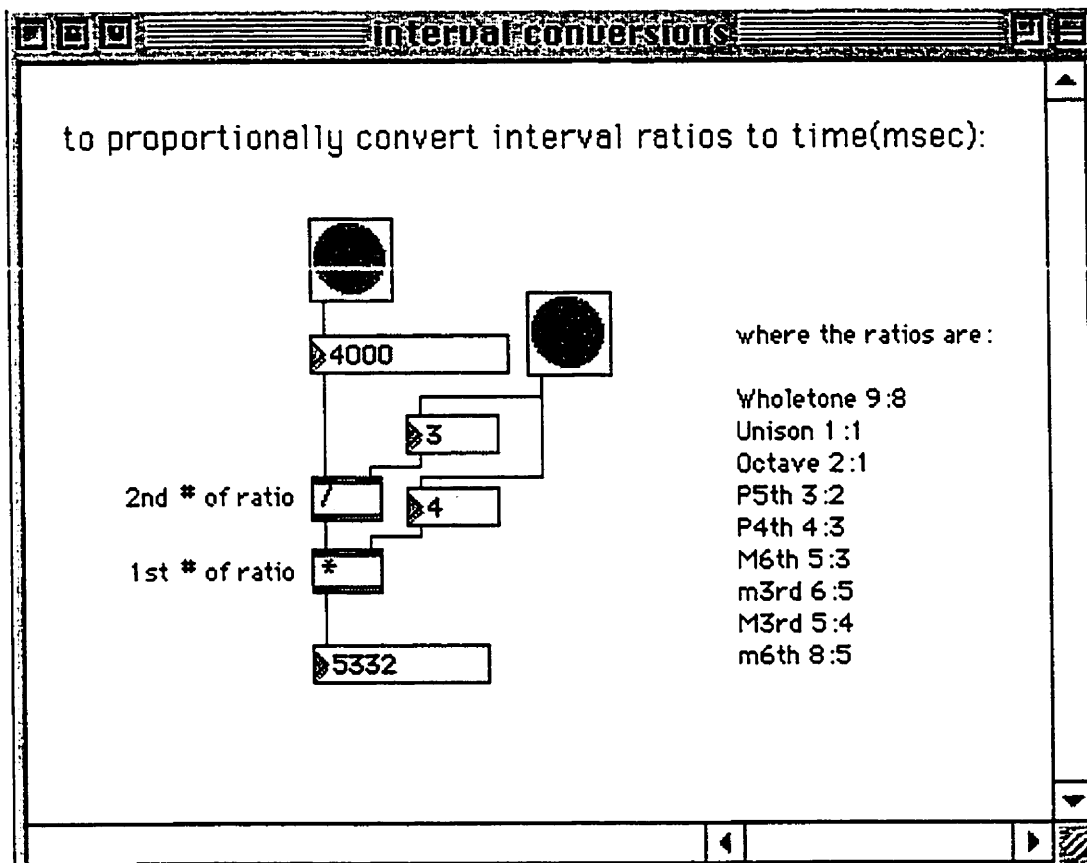 interval conversions
to proportionally convert interval ratios to time(msec):
4000
3
2nd # of ratio /
4
1st # of ratio *
5332
where the ratios are:
Wholetone 9:8
Unison 1:1
Octave 2:1
P5th 3:2
P4th 4:3
M6th 5:3
m3rd 6:5
M3rd 5:4
m6th 8:5